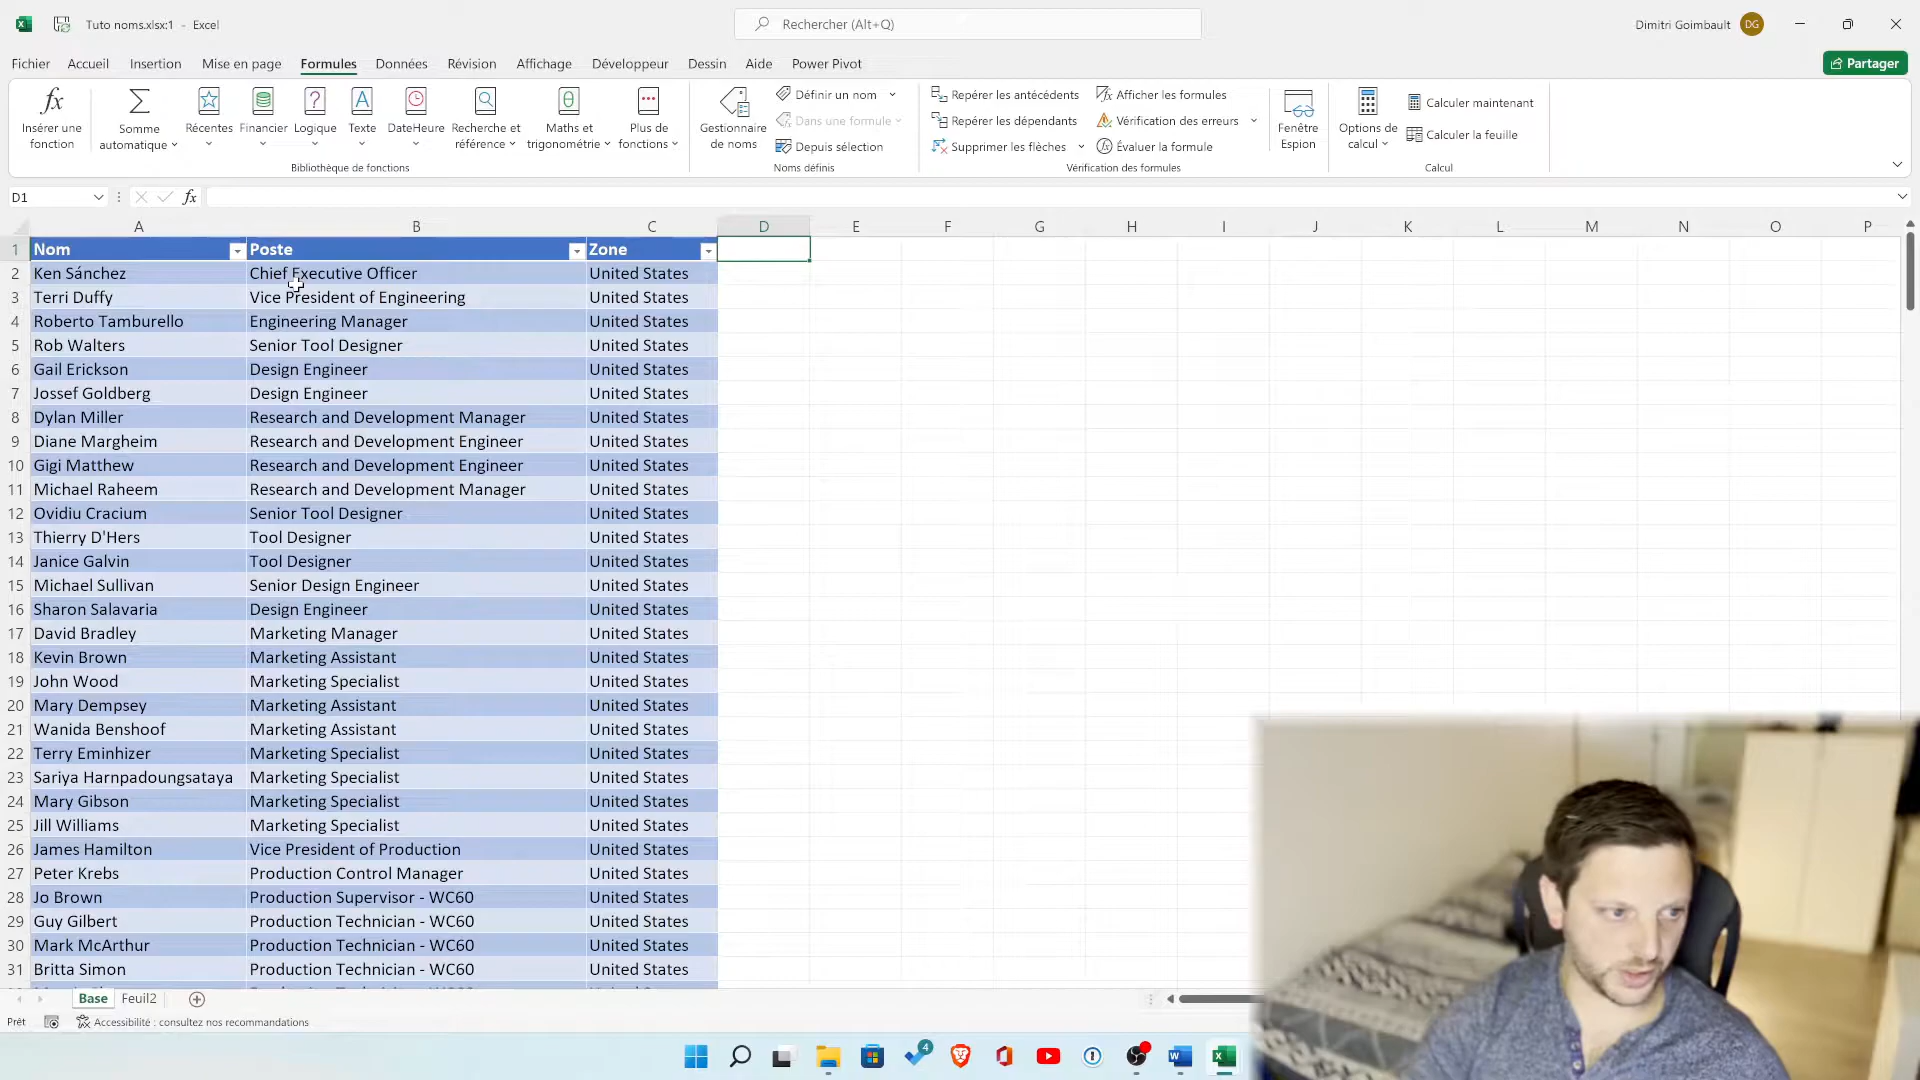 Tuto noms.xlsx:1 - Excel
Rechercher (Alt+Q)
Dimitri Goimbault DG
Fichier Accueil Insertion Mise en page Formules Données Révision Affichage Développeur Dessin Aide Power Pivot Partager
Insérer une fonction
Somme automatique
Récentes
Financier
Logique
Texte
DateHeure
Recherche et référence
Maths et trigonométrie
Plus de fonctions
Bibliothèque de fonctions
Gestionnaire de noms
Définir un nom
Dans une formule
Depuis sélection
Noms définis
Repérer les antécédents
Repérer les dépendants
Supprimer les flèches
Afficher les formules
Vérification des erreurs
Évaluer la formule
Vérification des formules
Fenêtre Espion
Options de calcul
Calculer maintenant
Calculer la feuille
Calcul
D1 fx
A B C D E F G H I J K L M N O P
1 Nom Poste Zone
2 Ken Sánchez Chief Executive Officer United States
3 Terri Duffy Vice President of Engineering United States
4 Roberto Tamburello Engineering Manager United States
5 Rob Walters Senior Tool Designer United States
6 Gail Erickson Design Engineer United States
7 Jossef Goldberg Design Engineer United States
8 Dylan Miller Research and Development Manager United States
9 Diane Margheim Research and Development Engineer United States
10 Gigi Matthew Research and Development Engineer United States
11 Michael Raheem Research and Development Manager United States
12 Ovidiu Cracium Senior Tool Designer United States
13 Thierry D'Hers Tool Designer United States
14 Janice Galvin Tool Designer United States
15 Michael Sullivan Senior Design Engineer United States
16 Sharon Salavaria Design Engineer United States
17 David Bradley Marketing Manager United States
18 Kevin Brown Marketing Assistant United States
19 John Wood Marketing Specialist United States
20 Mary Dempsey Marketing Assistant United States
21 Wanida Benshoof Marketing Assistant United States
22 Terry Eminhizer Marketing Specialist United States
23 Sariya Harnpadoungsataya Marketing Specialist United States
24 Mary Gibson Marketing Specialist United States
25 Jill Williams Marketing Specialist United States
26 James Hamilton Vice President of Production United States
27 Peter Krebs Production Control Manager United States
28 Jo Brown Production Supervisor - WC60 United States
29 Guy Gilbert Production Technician - WC60 United States
30 Mark McArthur Production Technician - WC60 United States
31 Britta Simon Production Technician - WC60 United States
Base Feuil2
Prêt Accessibilité : consultez nos recommandations
4